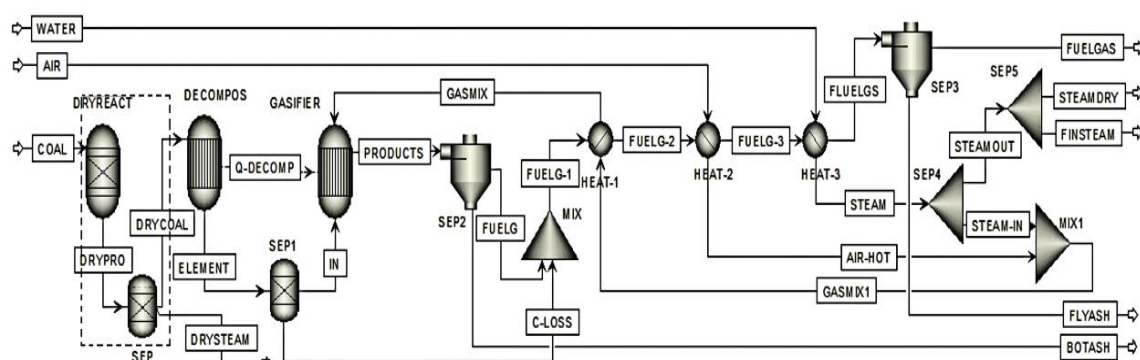 WATER
AIR
DRYREACT
DECOMPOS
GASIFIER
GASMIX
FLUELGS
SEP3
FUELGAS
SEP5
STEAMDRY
FINSTEAM
COAL
Q-DECOMP
PRODUCTS
FUELG-1
FUELG-2
FUELG-3
HEAT-1
HEAT-2
HEAT-3
STEAMOUT
SEP4
STEAM
STEAM-IN
MIX1
SEP2
FUELG
MIX
DRYCOAL
DRYPRO
ELEMENT
SEP1
IN
AIR-HOT
GASMIX1
C-LOSS
SEP
DRYSTEAM
FLYASH
BOTASH